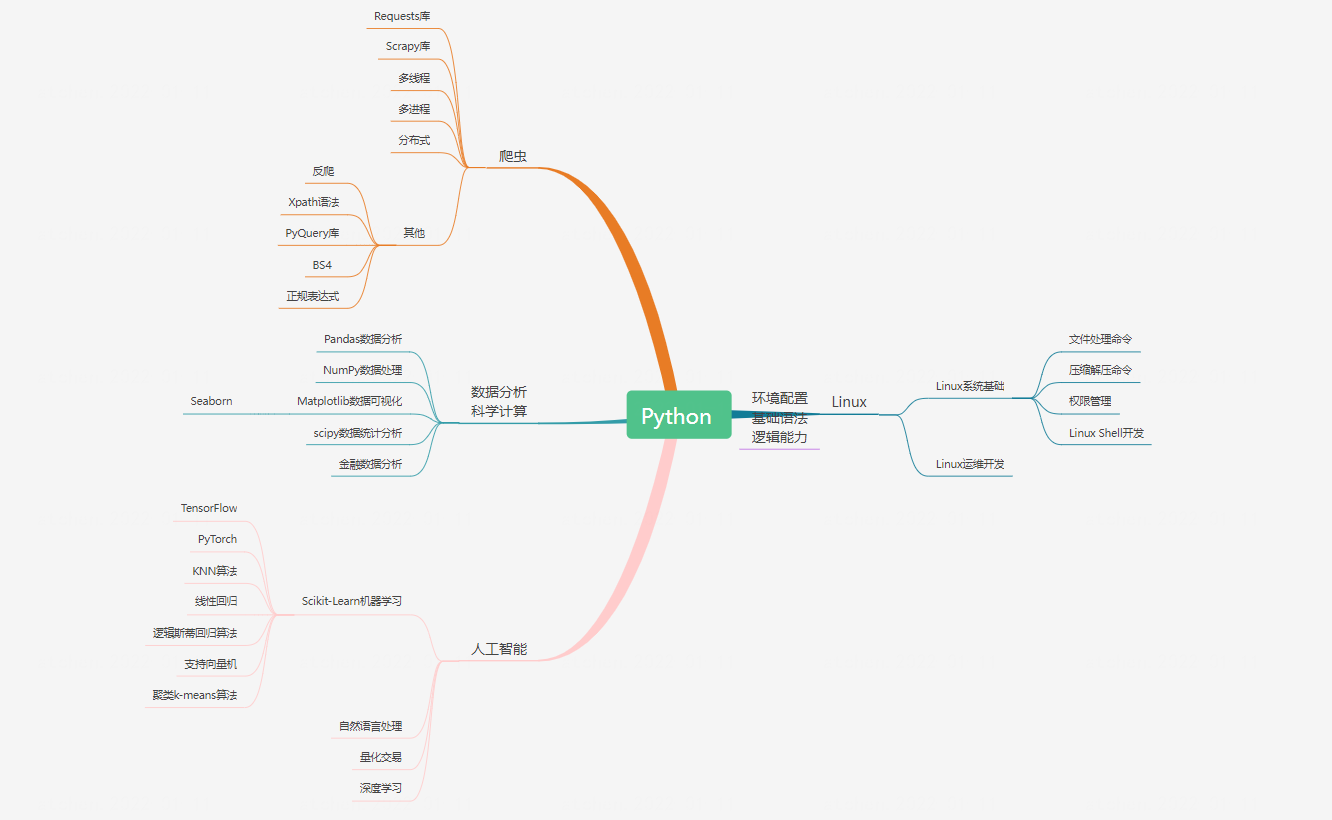 Requests库
Scrapy库
多线程
多进程
分布式
爬虫
反爬
Xpath语法
PyQuery库
其他
BS4
正规表达式
Pandas数据分析
NumPy数据处理
Seaborn
Matplotlib数据可视化
scipy数据统计分析
金融数据分析
数据分析
科学计算
Python
环境配置
基础语法
逻辑能力
Linux
Linux系统基础
文件处理命令
压缩解压命令
权限管理
Linux Shell开发
Linux运维开发
TensorFlow
PyTorch
KNN算法
线性回归
逻辑斯蒂回归算法
支持向量机
聚类k-means算法
Scikit-Learn机器学习
人工智能
自然语言处理
量化交易
深度学习